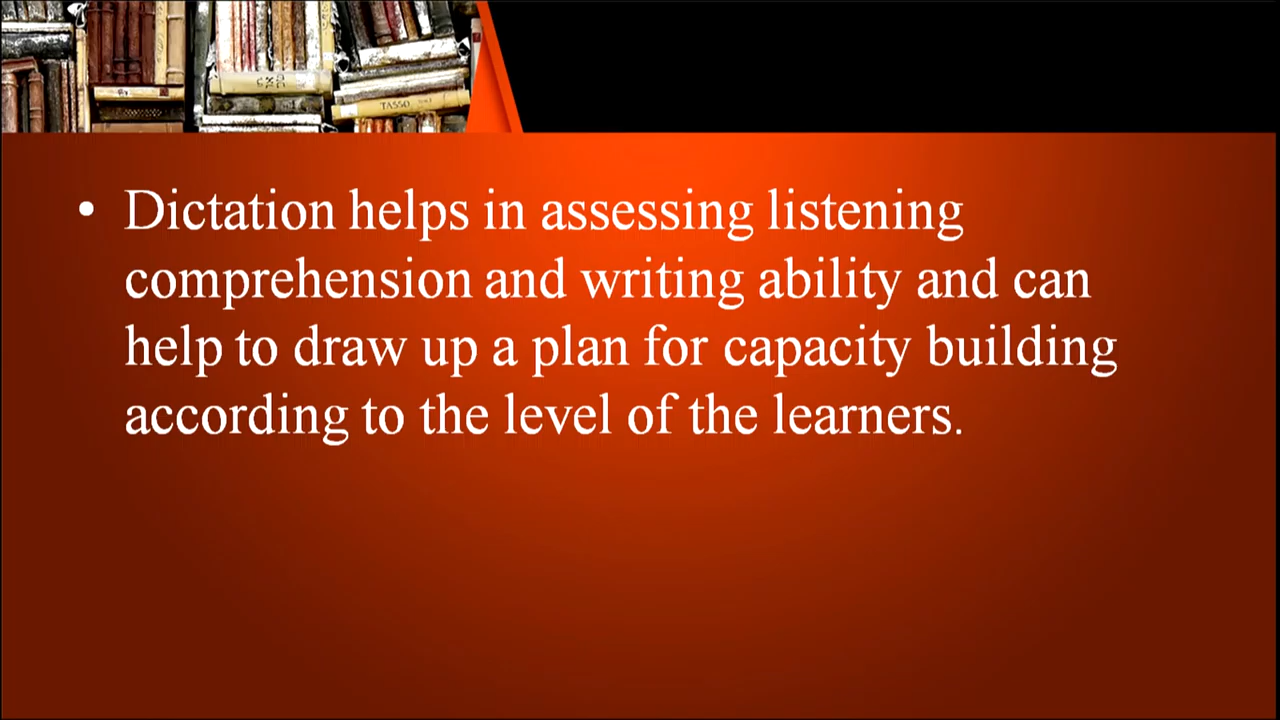 TASSO
• Dictation helps in assessing listening
comprehension and writing ability and can
help to draw up a plan for capacity building
according to the level of the learners.